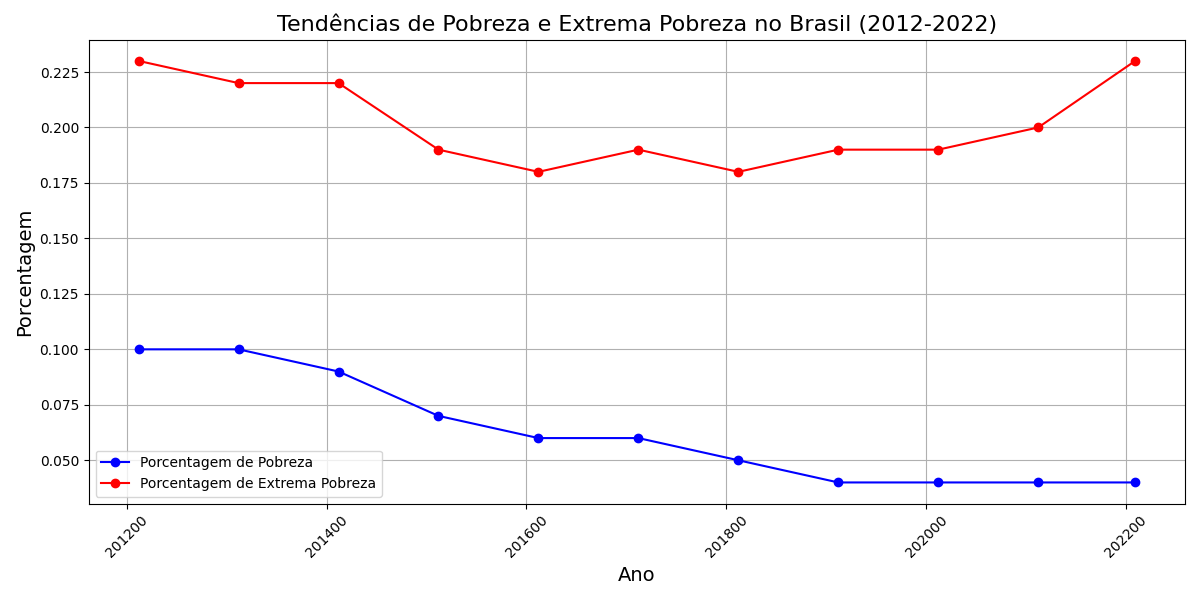 Tendências de Pobreza e Extrema Pobreza no Brasil (2012-2022)
Porcentagem
0.225
0.200
0.175
0.150
0.125
0.100
0.075
0.050
Porcentagem de Pobreza
Porcentagem de Extrema Pobreza
201200
201400
201600
201800
202000
202200
Ano